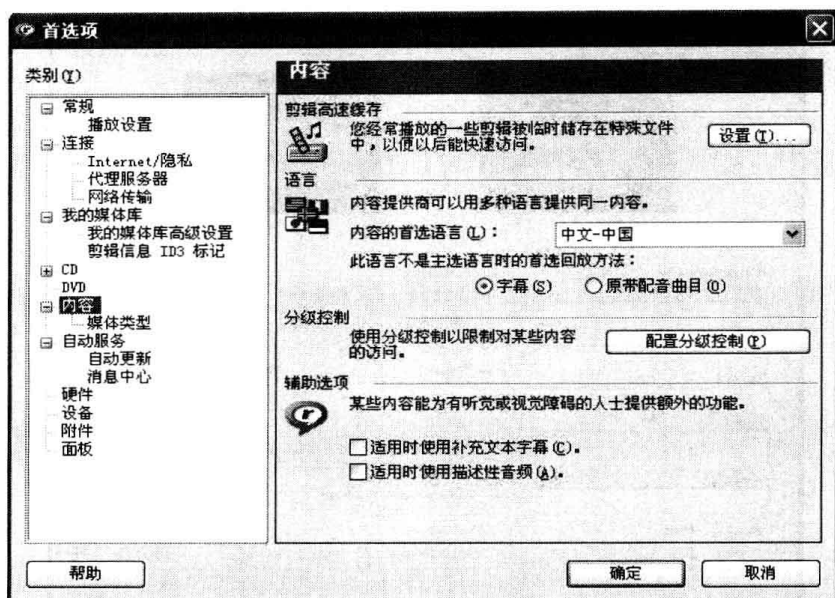 首选项
类别(Y)
常规
播放设置
连接
Internet/隐私
代理服务器
网络传输
我的媒体库
我的媒体库高级设置
剪辑信息 ID3 标记
CD
DVD
内容
媒体类型
自动服务
自动更新
消息中心
硬件
设备
附件
面板
内容
剪辑高速缓存
您经常播放的一些剪辑被临时储存在特殊文件
中，以便以后能快速访问。
设置(T)...
语言
内容提供商可以用多种语言提供同一内容。
内容的首选语言(L)：
中文-中国
此语言不是主选语言时的首选回放方法：
字幕(S)
原带配音曲目(D)
分级控制
使用分级控制以限制对某些内容
的访问。
配置分级控制(P)
辅助选项
某些内容能为有听觉或视觉障碍的人士提供额外的功能。
适用时使用补充文本字幕(C)。
适用时使用描述性音频(A)。
帮助
确定
取消